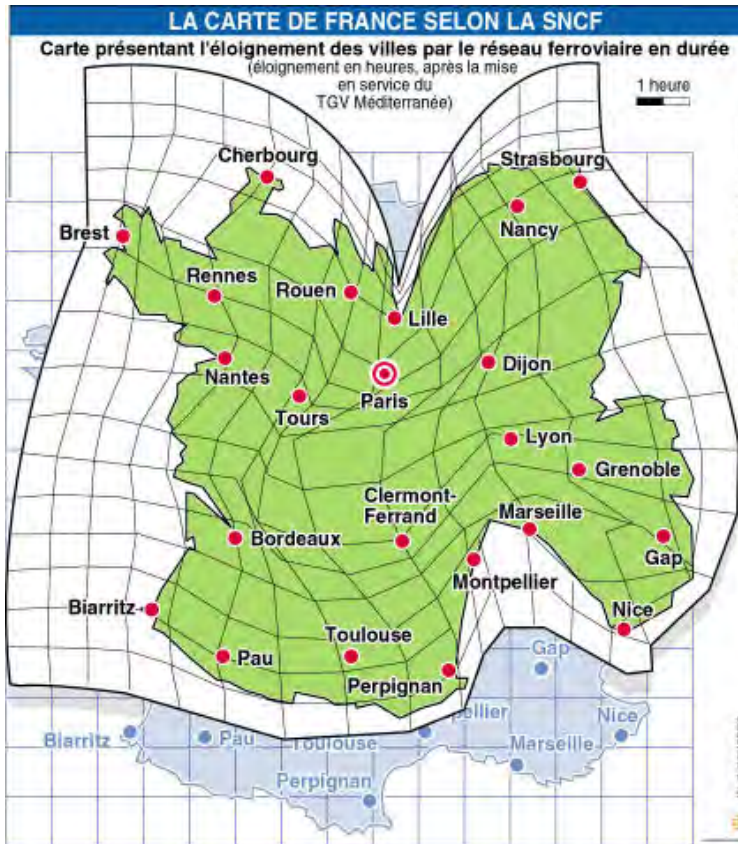 LA CARTE DE FRANCE SELON LA SNCF
Carte présentant l'éloignement des villes par le réseau ferroviaire en durée
(éloignement en heures, après la mise
en service du
TGV Méditerranée)
1 heure
Cherbourg
Strasbourg
Brest
Nancy
Rennes
Rouen
Lille
Nantes
Dijon
Tours
Paris
Lyon
Grenoble
Clermont-
Ferrand
Marseille
Bordeaux
Gap
Montpellier
Biarritz
Nice
Toulouse
Pau
Perpignan
Gap
pellier
Nice
Biarritz
Pau
Toulouse
Marseille
Perpignan